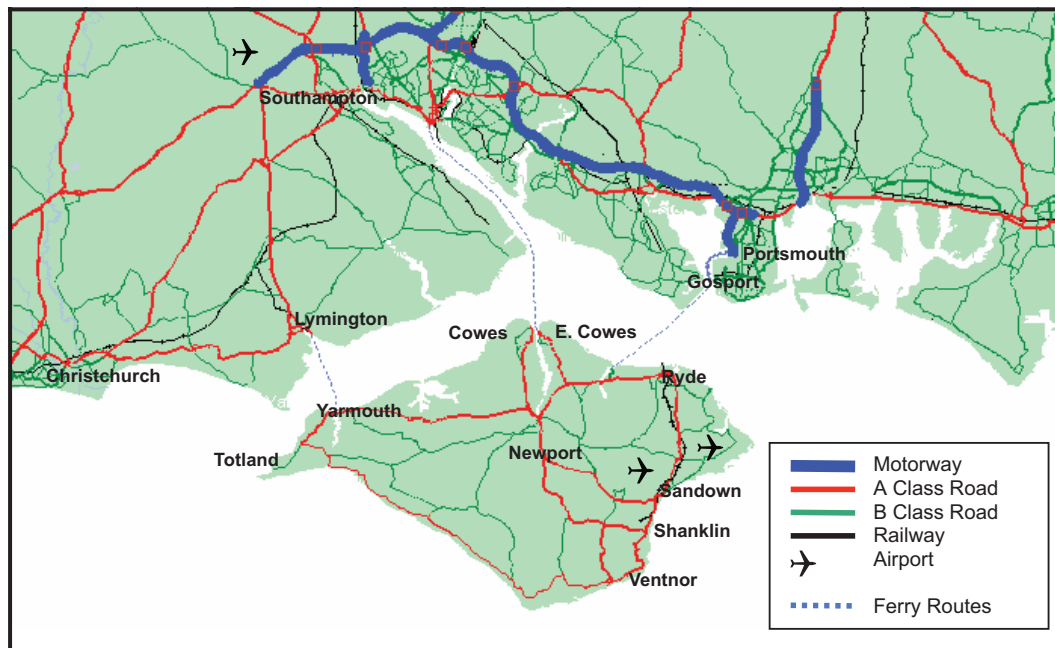 Southampton
Portsmouth
Gosport
Lymington
Cowes
E. Cowes
Christchurch
Ryde
Yarmouth
Newport
Totland
Sandown
Shanklin
Ventnor
Motorway
A Class Road
B Class Road
Railway
Airport
Ferry Routes